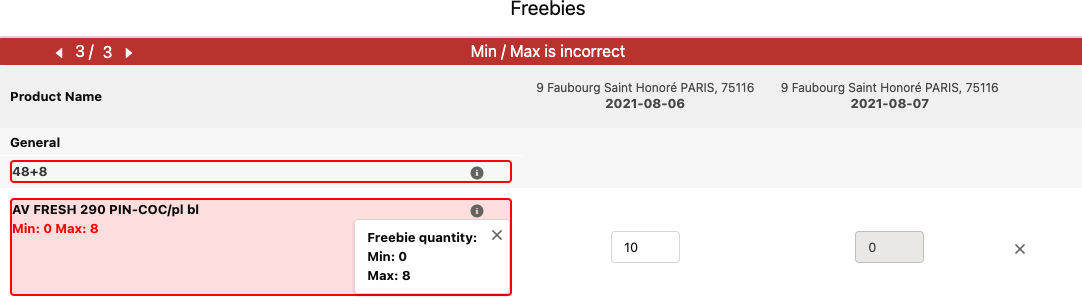 Freebies
3 / 3 Min / Max is incorrect
Product Name
9 Faubourg Saint Honoré PARIS, 75116
2021-08-06
9 Faubourg Saint Honoré PARIS, 75116
2021-08-07
General
48+8
AV FRESH 290 PIN-COC/pl bl
Min: 0 Max: 8
Freebie quantity:
Min: 0
Max: 8
10
0